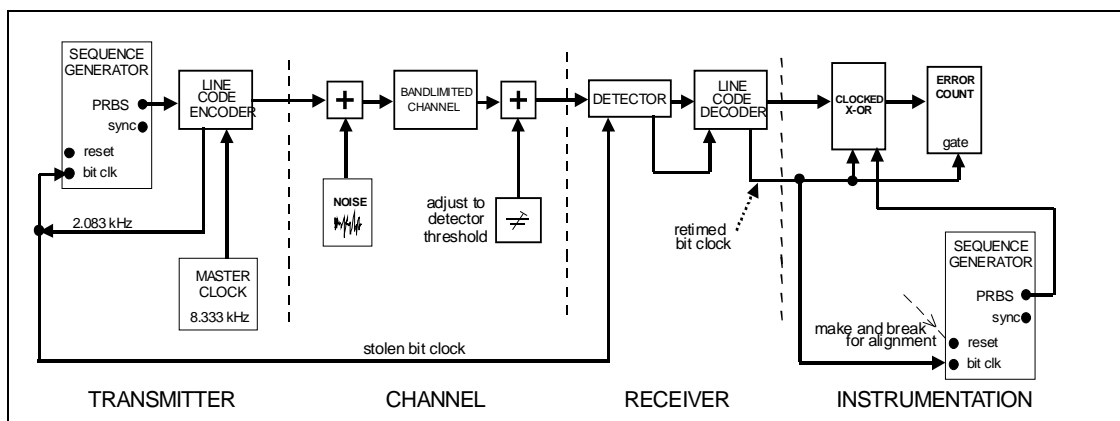 SEQUENCE
GENERATOR
PRBS
sync
reset
bit clk
2.083 kHz
LINE
CODE
ENCODER
MASTER
CLOCK
8.333 kHz
+
NOISE
BANDLIMITED
CHANNEL
+
adjust to
detector
threshold
DETECTOR
LINE
CODE
DECODER
retimed
bit clock
CLOCKED
X-OR
ERROR
COUNT
gate
SEQUENCE
GENERATOR
PRBS
sync
reset
bit clk
make and break
for alignment
stolen bit clock
TRANSMITTER
CHANNEL
RECEIVER
INSTRUMENTATION